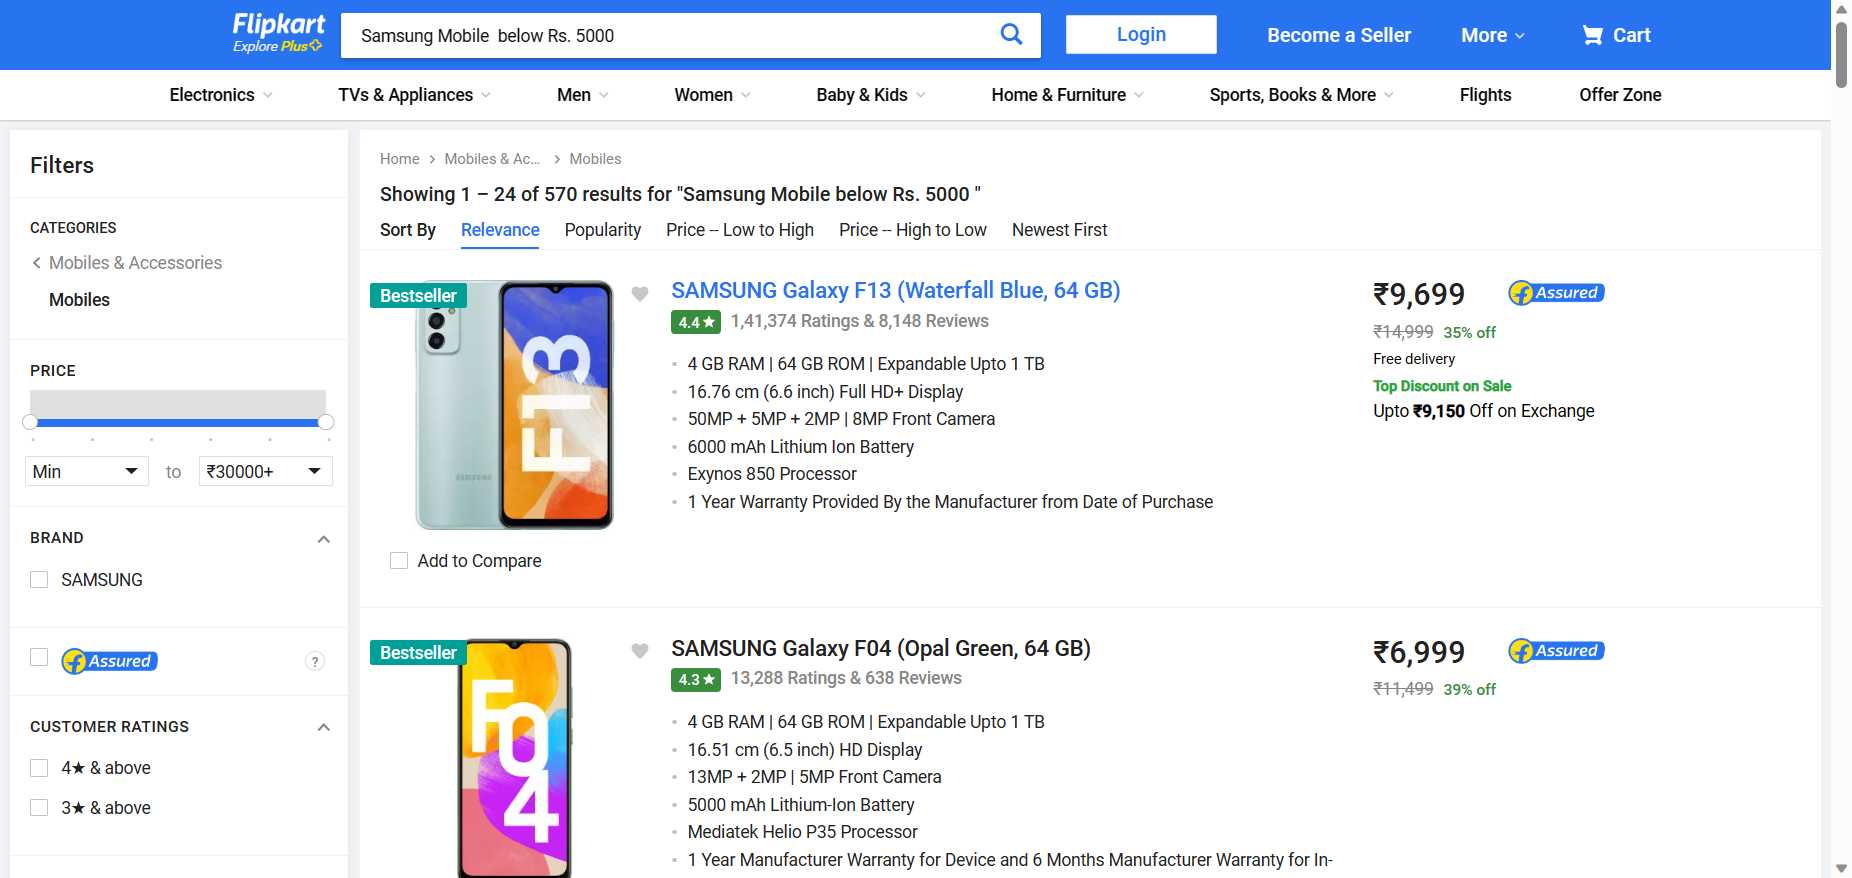 Flipkart
Explore Plus
Samsung Mobile  below Rs. 5000
Login
Become a Seller
More
Cart
Electronics
TVs & Appliances
Men
Women
Baby & Kids
Home & Furniture
Sports, Books & More
Flights
Offer Zone
Filters
CATEGORIES
Mobiles & Accessories
Mobiles
PRICE
Min
to
₹30000+
BRAND
SAMSUNG
Assured
?
CUSTOMER RATINGS
4★ & above
3★ & above
Home > Mobiles & Ac... > Mobiles
Showing 1 – 24 of 570 results for "Samsung Mobile below Rs. 5000 "
Sort By
Relevance
Popularity
Price -- Low to High
Price -- High to Low
Newest First
Bestseller
F13
SAMSUNG
Add to Compare
SAMSUNG Galaxy F13 (Waterfall Blue, 64 GB)
4.4★ 1,41,374 Ratings & 8,148 Reviews
4 GB RAM | 64 GB ROM | Expandable Upto 1 TB
16.76 cm (6.6 inch) Full HD+ Display
50MP + 5MP + 2MP | 8MP Front Camera
6000 mAh Lithium Ion Battery
Exynos 850 Processor
1 Year Warranty Provided By the Manufacturer from Date of Purchase
₹9,699
Assured
₹14,999 35% off
Free delivery
Top Discount on Sale
Upto ₹9,150 Off on Exchange
Bestseller
F04
SAMSUNG Galaxy F04 (Opal Green, 64 GB)
4.3★ 13,288 Ratings & 638 Reviews
4 GB RAM | 64 GB ROM | Expandable Upto 1 TB
16.51 cm (6.5 inch) HD Display
13MP + 2MP | 5MP Front Camera
5000 mAh Lithium-Ion Battery
Mediatek Helio P35 Processor
1 Year Manufacturer Warranty for Device and 6 Months Manufacturer Warranty for In-
₹6,999
Assured
₹11,499 39% off